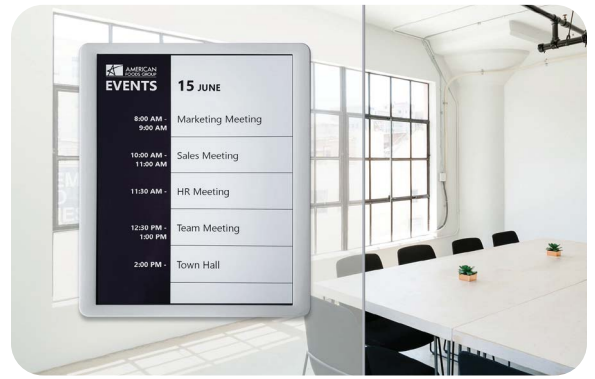 AMERICAN
FOODS GROUP
EVENTS
15 JUNE
8:00 AM -
9:00 AM
Marketing Meeting
10:00 AM -
11:00 AM
Sales Meeting
11:30 AM -
HR Meeting
12:30 PM -
1:00 PM
Team Meeting
2:00 PM -
Town Hall